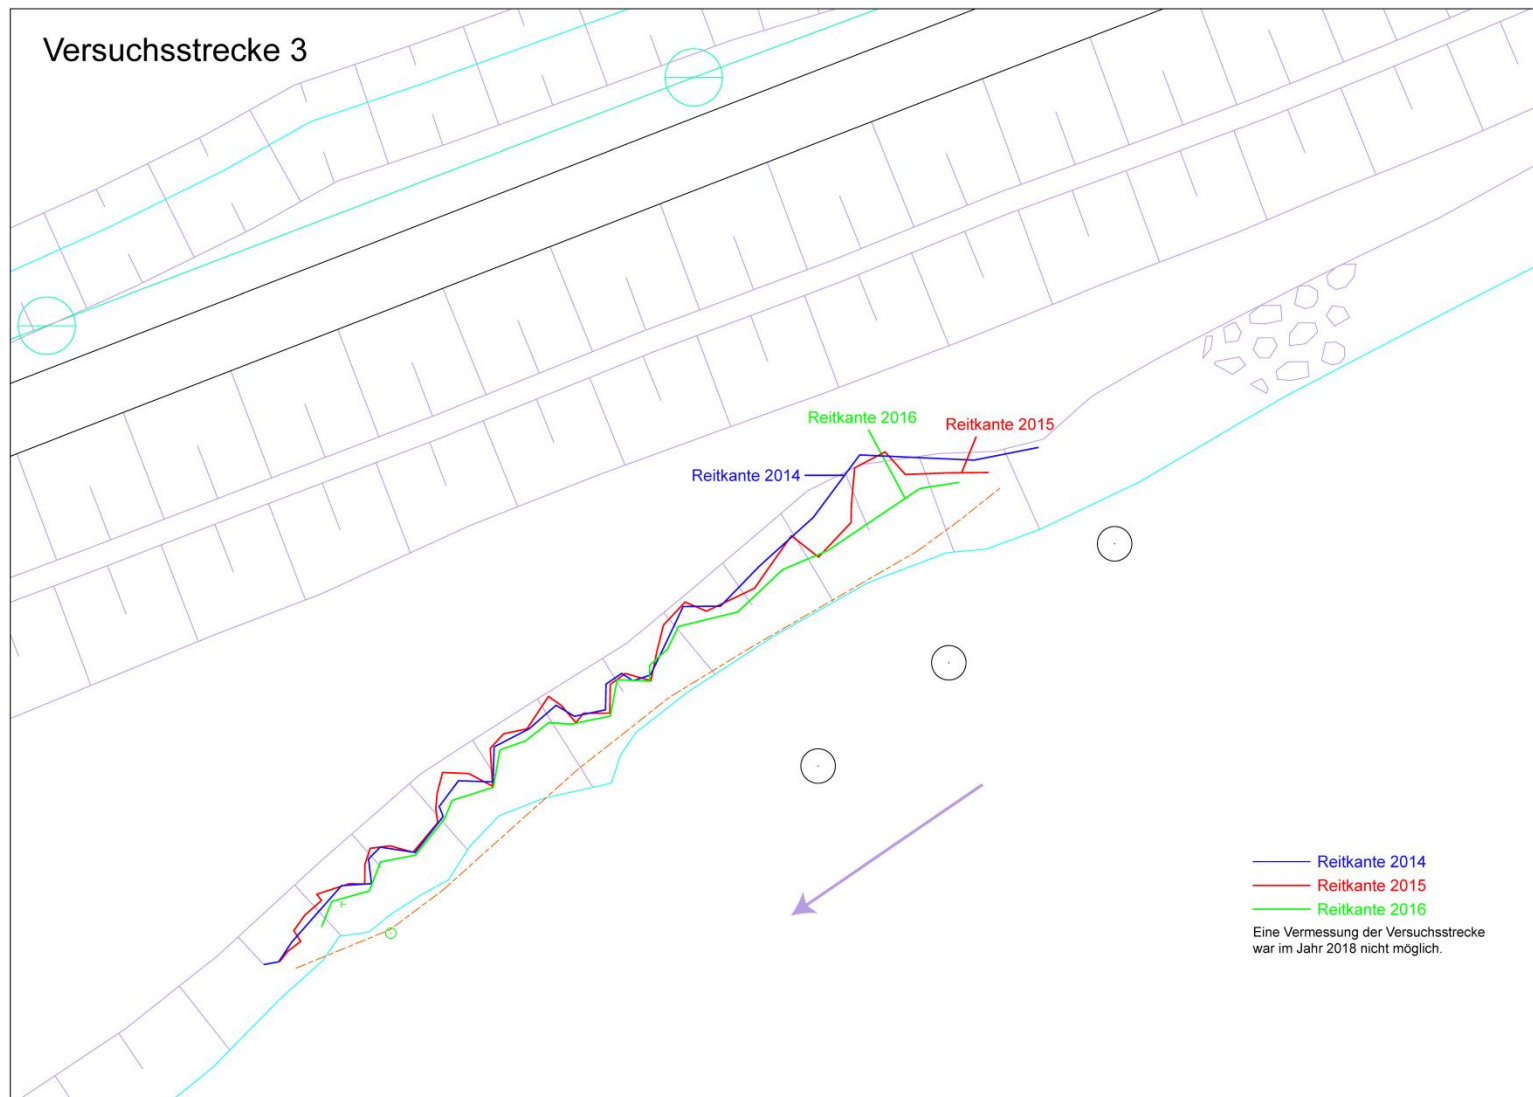 Versuchsstrecke 3
Reitkante 2016
Reitkante 2015
Reitkante 2014
Reitkante 2014
Reitkante 2015
Reitkante 2016
Eine Vermessung der Versuchsstrecke
war im Jahr 2018 nicht möglich.